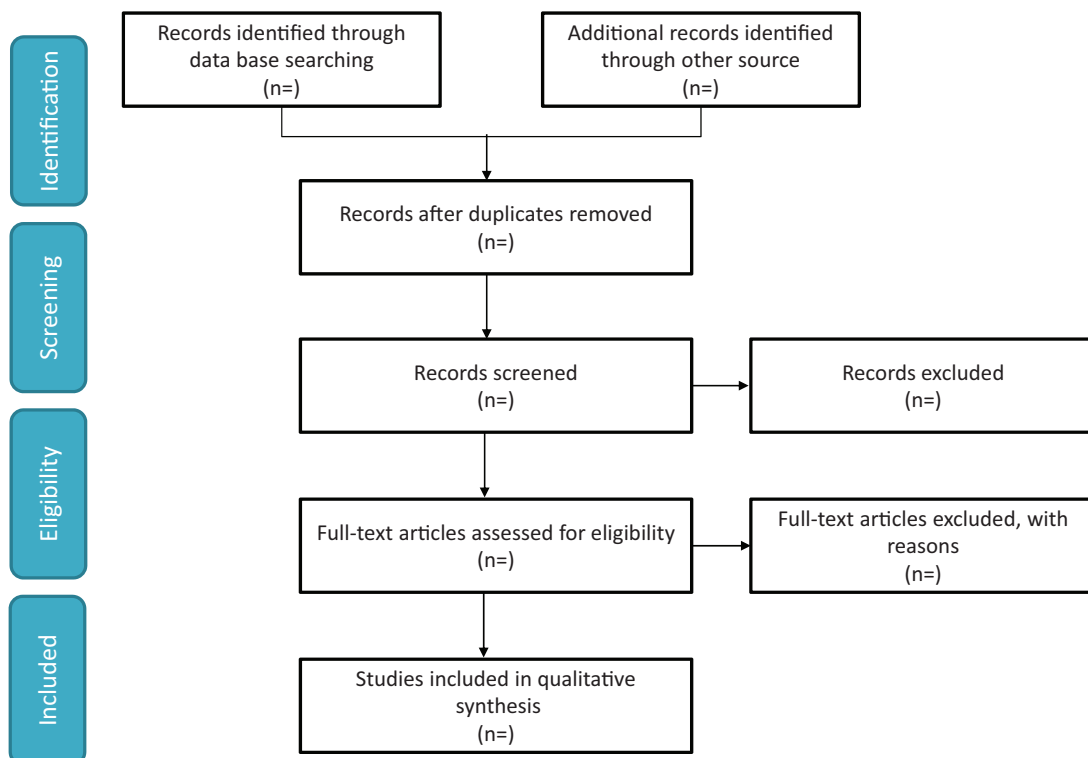 Identification
Records identified through
data base searching
(n=)
Additional records identified
through other source
(n=)
Records after duplicates removed
(n=)
Screening
Records screened
(n=)
Records excluded
(n=)
Eligibility
Full-text articles assessed for eligibility
(n=)
Full-text articles excluded, with
reasons
(n=)
Included
Studies included in qualitative
synthesis
(n=)